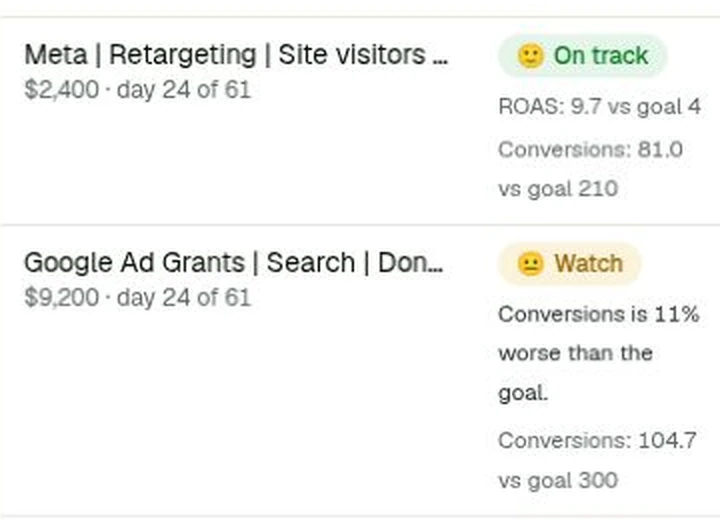 Meta | Retargeting | Site visitors ...
$2,400 · day 24 of 61
🙂 On track
ROAS: 9.7 vs goal 4
Conversions: 81.0
vs goal 210
Google Ad Grants | Search | Don...
$9,200 · day 24 of 61
😐 Watch
Conversions is 11%
worse than the
goal.
Conversions: 104.7
vs goal 300